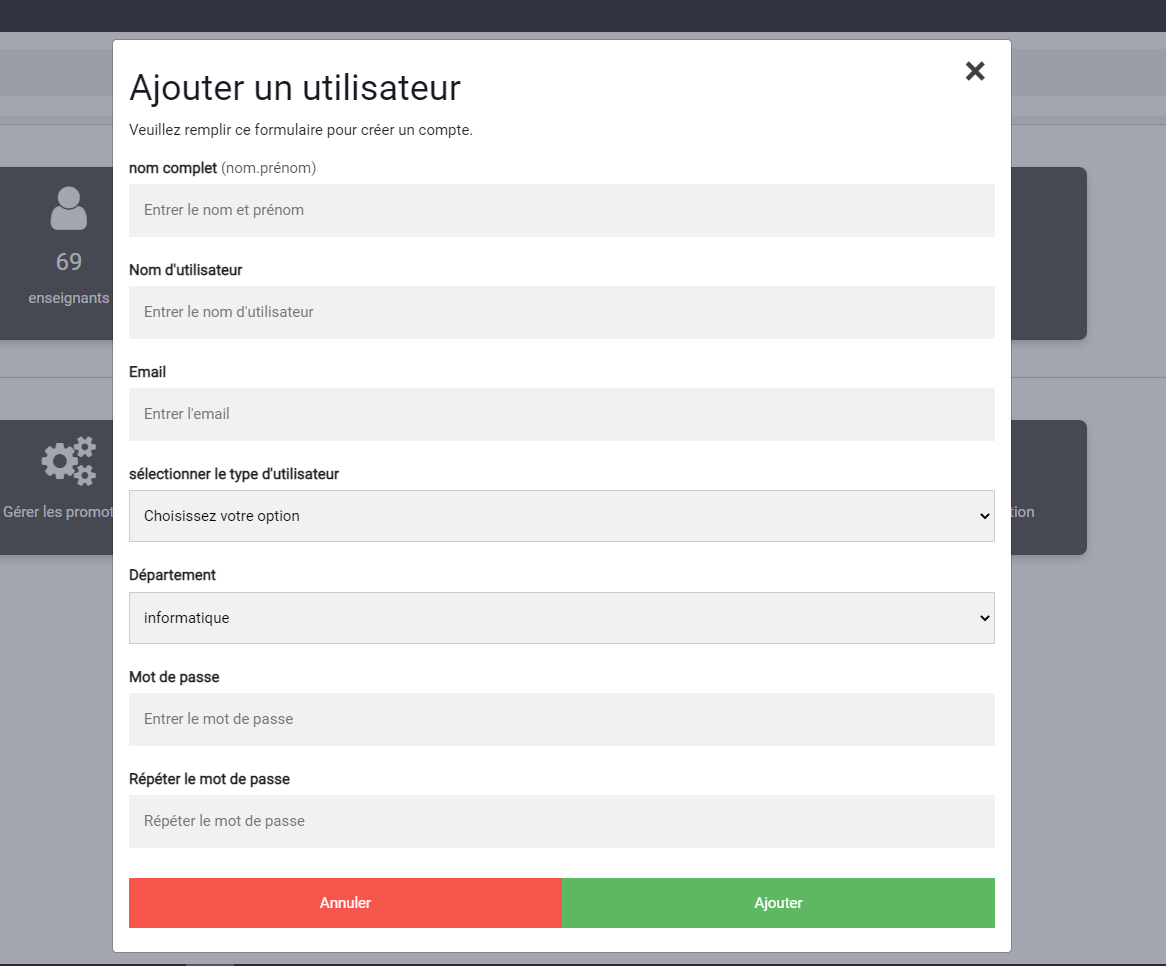 Ajouter un utilisateur
Veuillez remplir ce formulaire pour créer un compte.
nom complet (nom.prénom)
Entrer le nom et prénom
69
enseignants
Nom d'utilisateur
Entrer le nom d'utilisateur
Email
Entrer l'email
sélectionner le type d'utilisateur
Choisissez votre option
Gérer les promot
tion
Département
informatique
Mot de passe
Entrer le mot de passe
Répéter le mot de passe
Répéter le mot de passe
Annuler
Ajouter